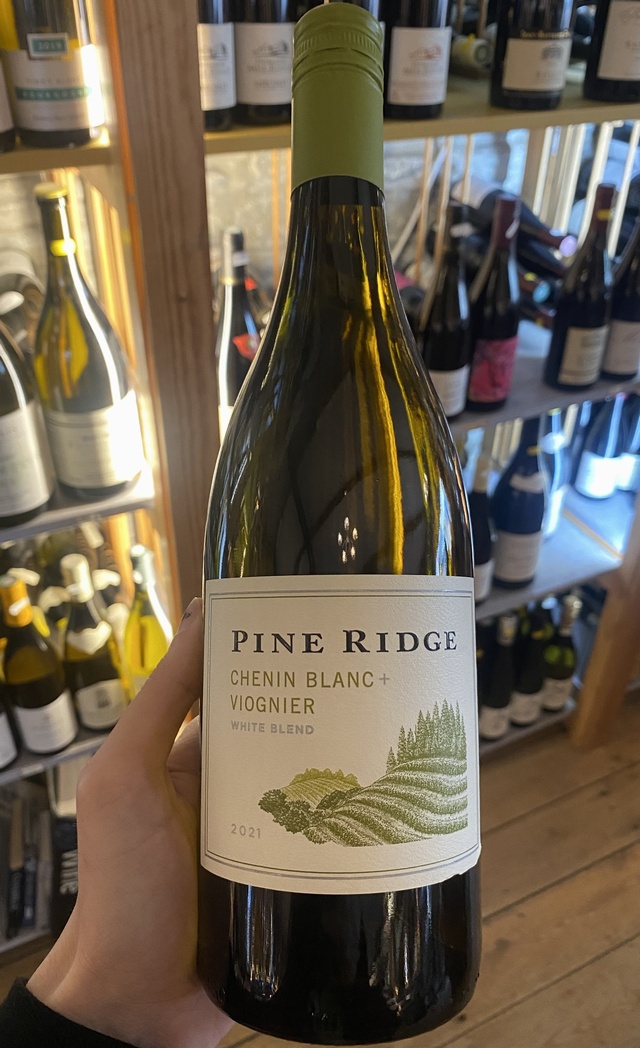 PINE RIDGE
CHENIN BLANC +
VIOGNIER
WHITE BLEND
2021